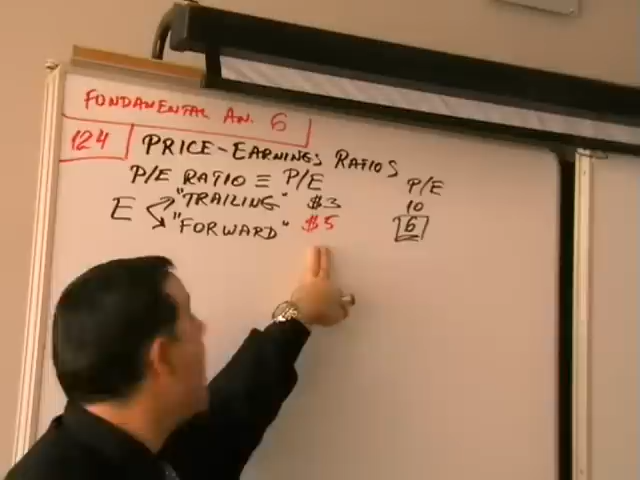 FONDAMENTAL AN. 6
124 PRICE-EARNINGS RATIOS
P/E RATIO ≡ P/E P/E
E "TRAILING" $3 10
"FORWARD" $5 6